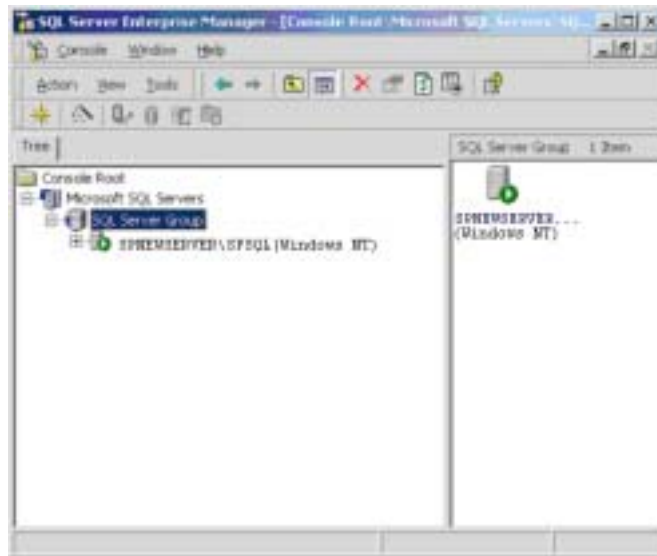 SQL Server Enterprise Manager - [Console Root\Microsoft SQL Servers\SQ...
Console Window Help
Action View Tools
Tree
SQL Server Group 1 Item
Console Root
Microsoft SQL Servers
SQL Server Group
SPNEWSERVER\SPSQL(Windows NT)
SPNEWSERVER...
(Windows NT)